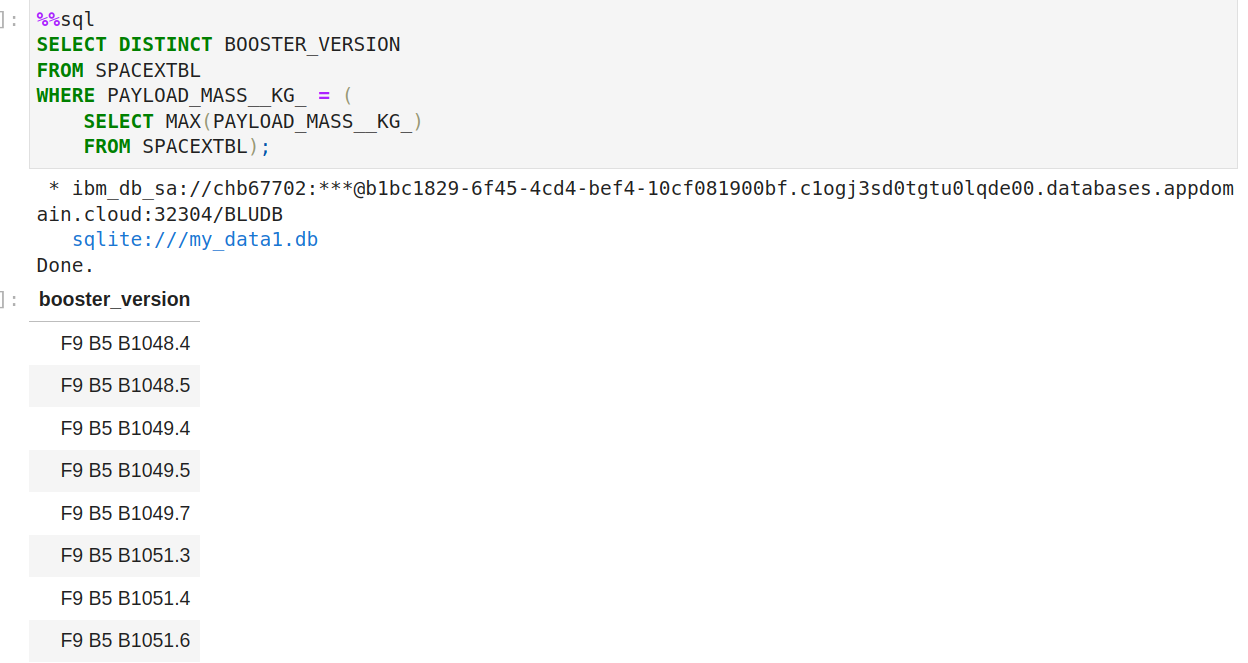 ]: %%sql
SELECT DISTINCT BOOSTER_VERSION
FROM SPACEXTBL
WHERE PAYLOAD_MASS__KG_ = (
    SELECT MAX(PAYLOAD_MASS__KG_)
    FROM SPACEXTBL);
 * ibm_db_sa://chb67702:***@b1bc1829-6f45-4cd4-bef4-10cf081900bf.c1ogj3sd0tgtu0lqde00.databases.appdom
ain.cloud:32304/BLUDB
   sqlite:///my_data1.db
Done.
]: booster_version
F9 B5 B1048.4
F9 B5 B1048.5
F9 B5 B1049.4
F9 B5 B1049.5
F9 B5 B1049.7
F9 B5 B1051.3
F9 B5 B1051.4
F9 B5 B1051.6